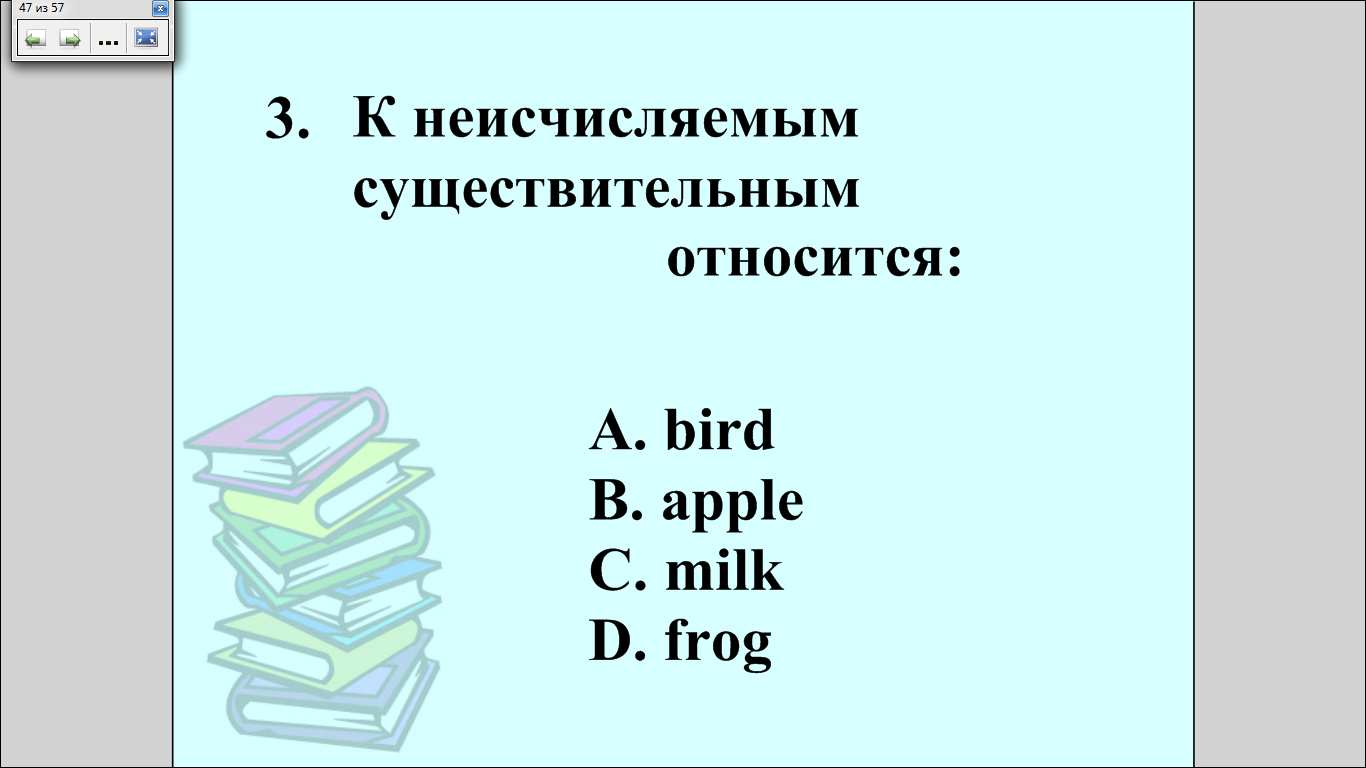 47 из 57
...
3. К неисчисляемым
существительным
относится:
A. bird
B. apple
C. milk
D. frog